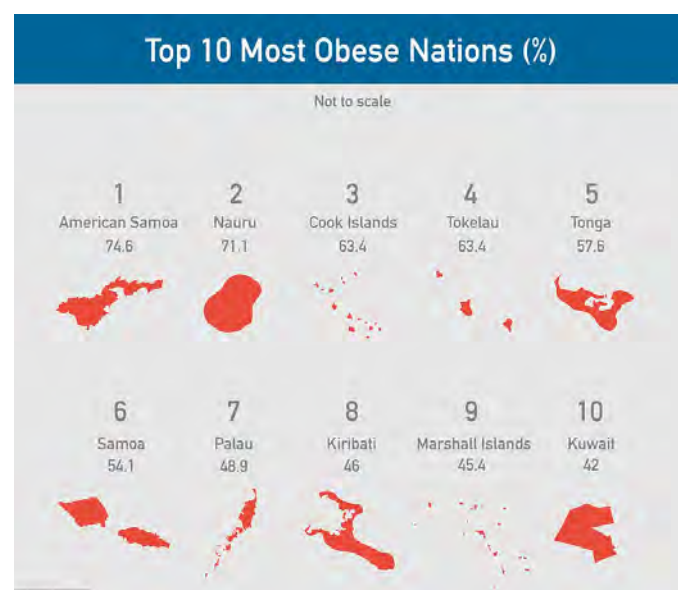 Top 10 Most Obese Nations (%)
Not to scale
1
American Samoa
74.6
2
Nauru
71.1
3
Cook Islands
63.4
4
Tokelau
63.4
5
Tonga
57.6
6
Samoa
54.1
7
Palau
48.9
8
Kiribati
46
9
Marshall Islands
45.4
10
Kuwait
42